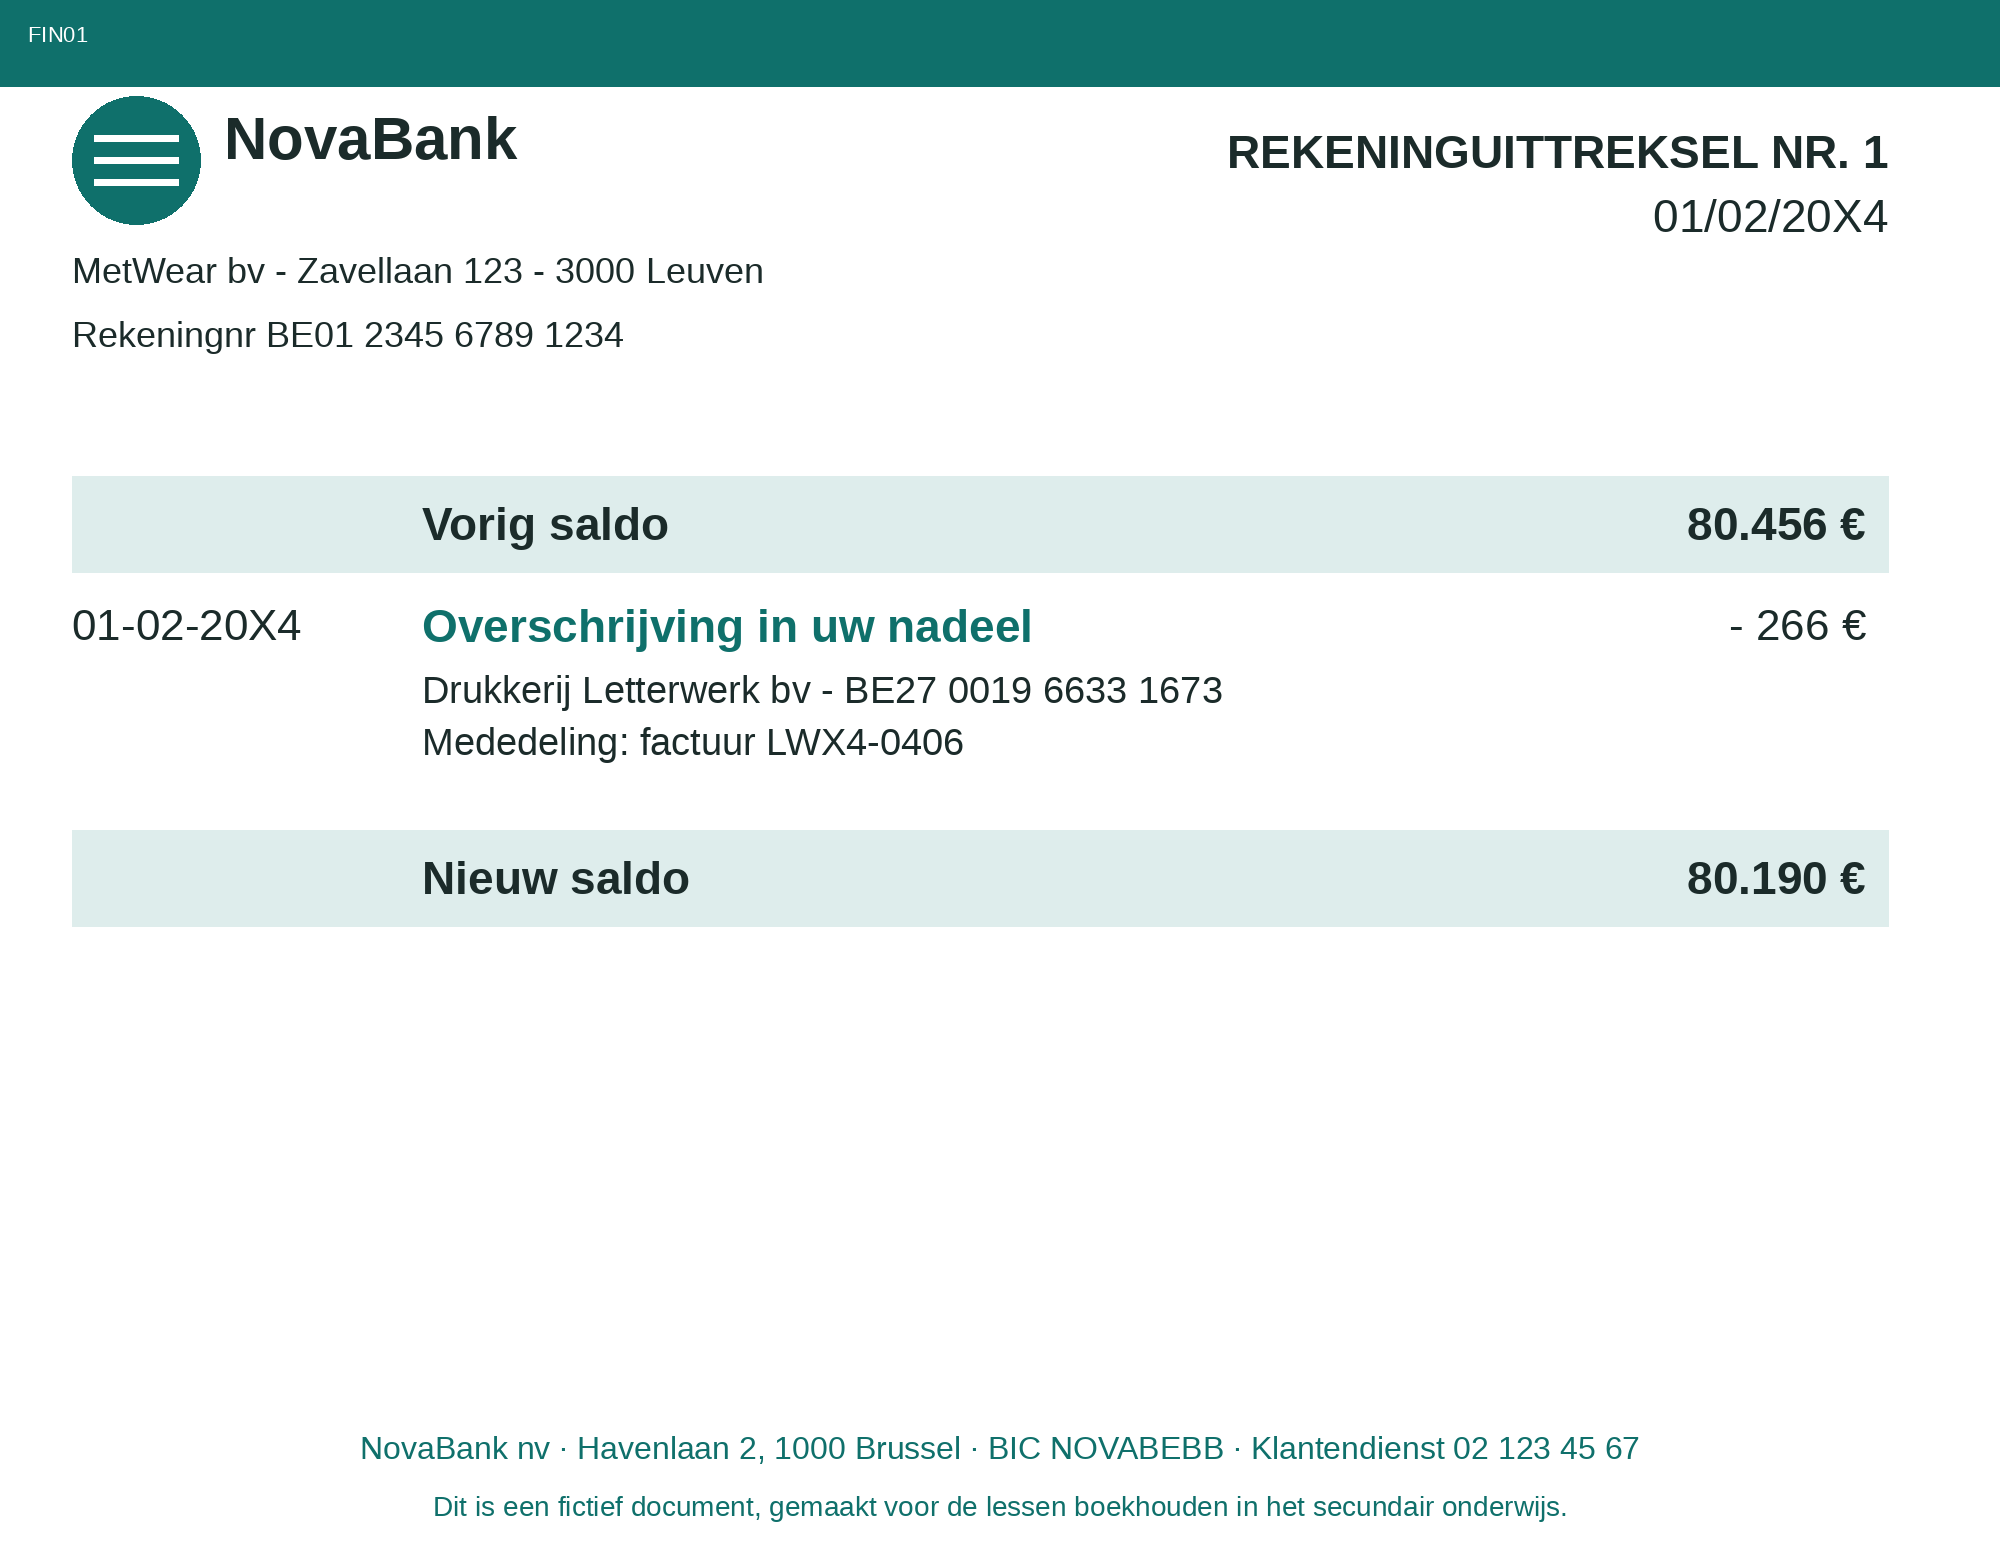 FIN01
NovaBank
REKENINGUITTREKSEL NR. 1
01/02/20X4
MetWear bv - Zavellaan 123 - 3000 Leuven
Rekeningnr BE01 2345 6789 1234
Vorig saldo 80.456 €
01-02-20X4 Overschrijving in uw nadeel - 266 €
Drukkerij Letterwerk bv - BE27 0019 6633 1673
Mededeling: factuur LWX4-0406
Nieuw saldo 80.190 €
NovaBank nv · Havenlaan 2, 1000 Brussel · BIC NOVABEBB · Klantendienst 02 123 45 67
Dit is een fictief document, gemaakt voor de lessen boekhouden in het secundair onderwijs.